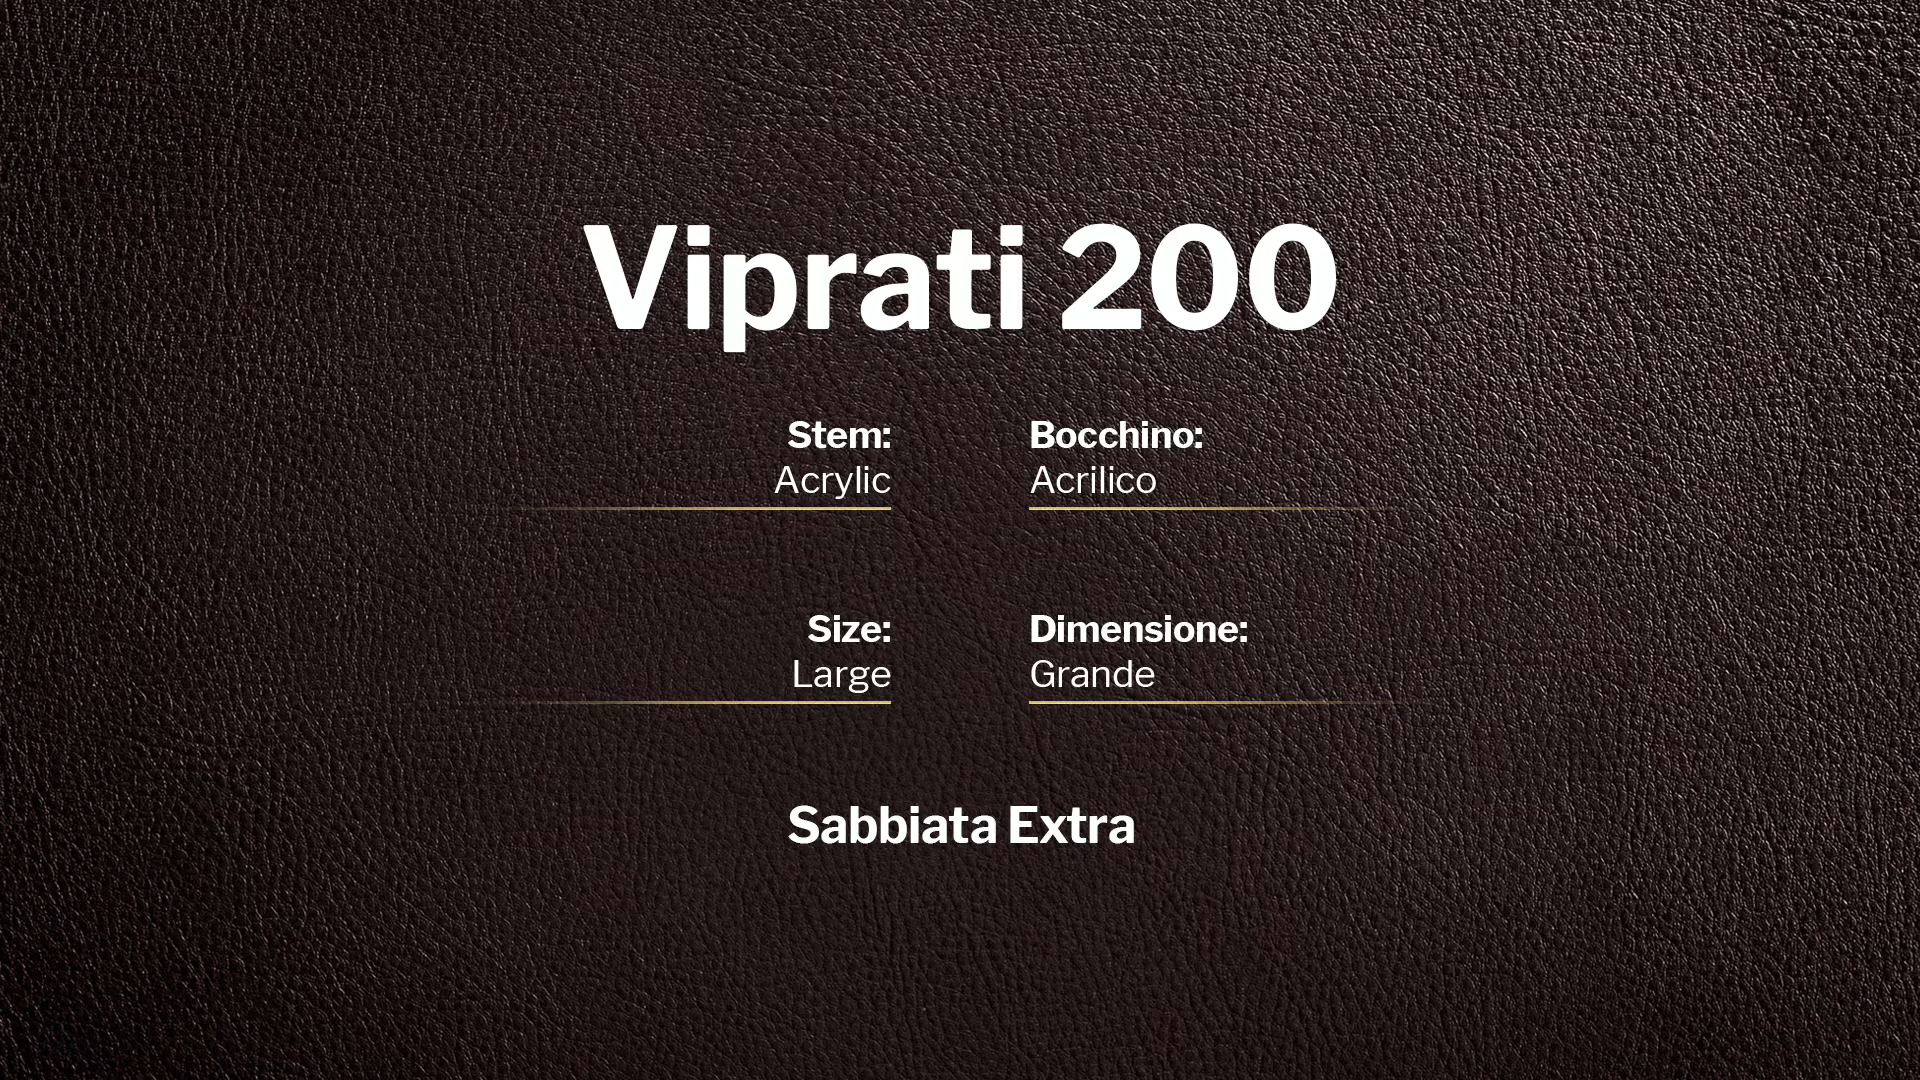 Viprati 200
Stem:
Acrylic
Bocchino:
Acrilico
Size:
Large
Dimensione:
Grande
Sabbiata Extra